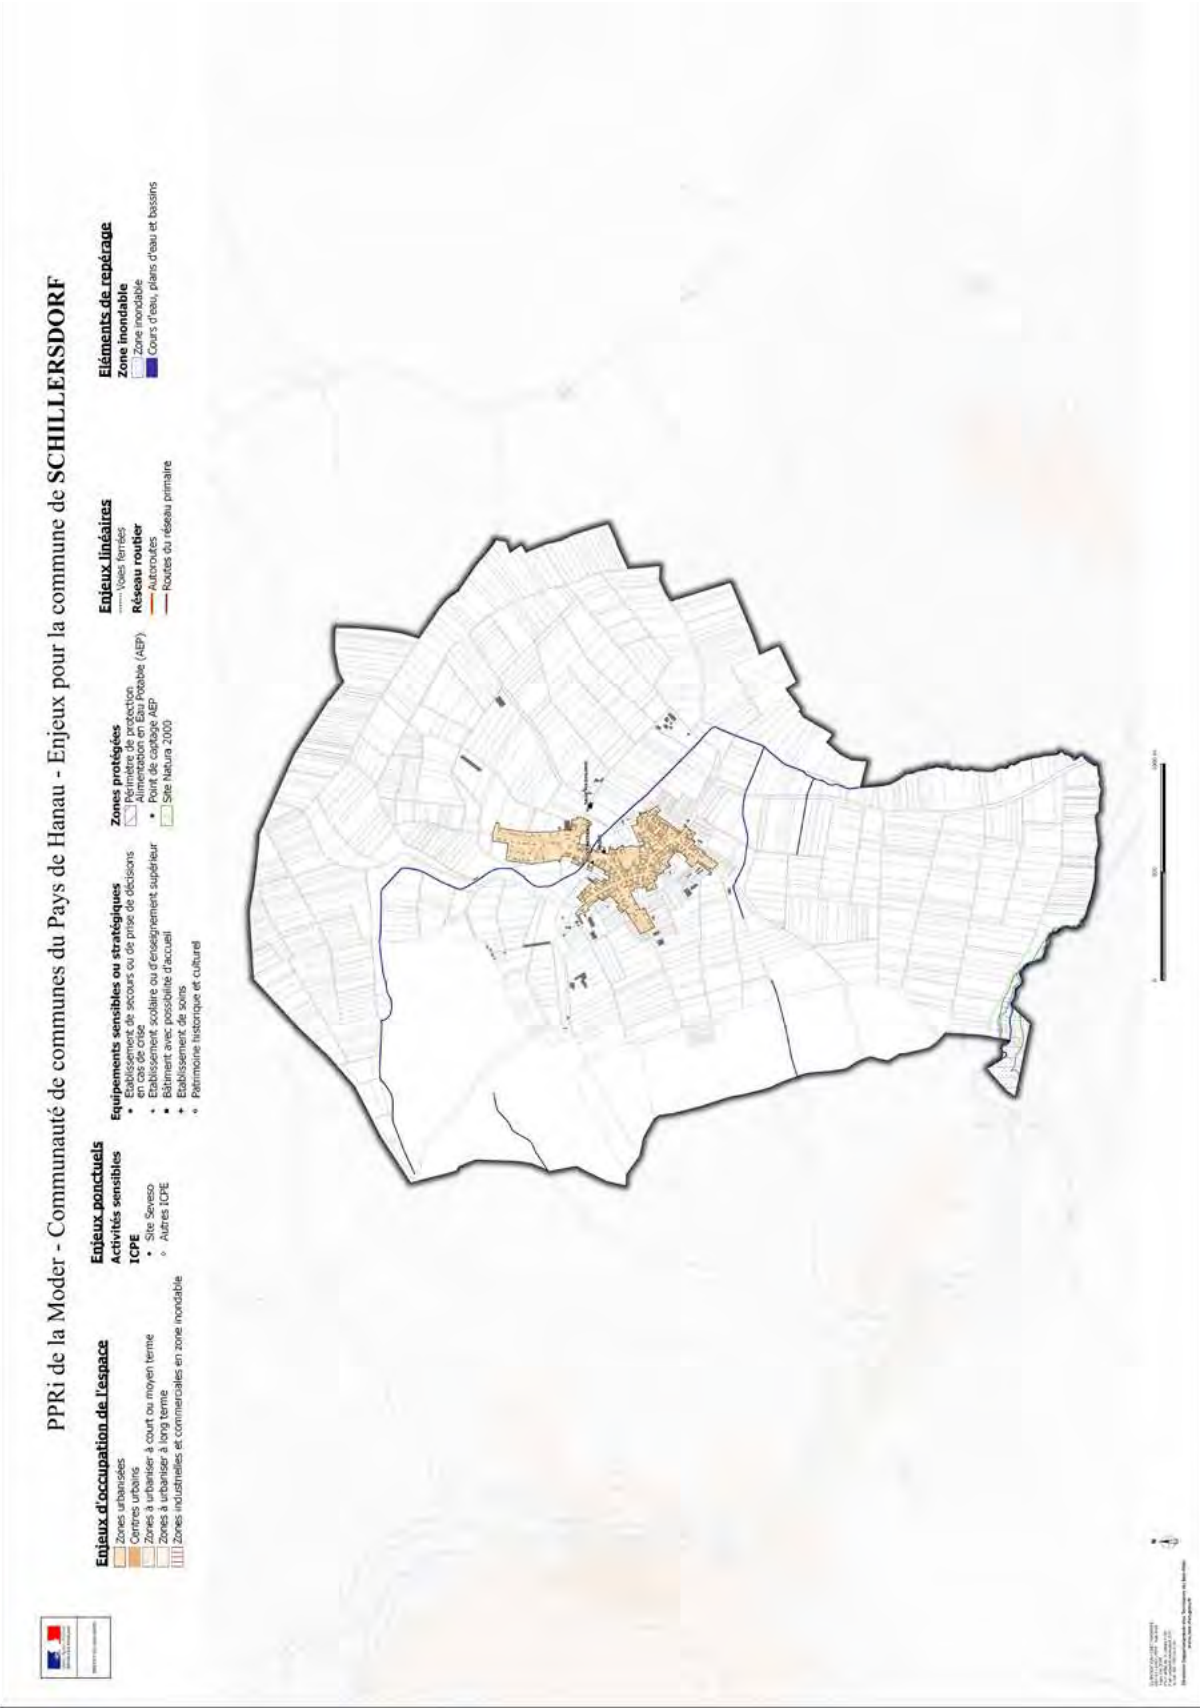 PPRi de la Moder - Communauté de communes du Pays de Hanau - Enjeux pour la commune de SCHILLERSDORF
Enjeux d'occupation de l'espace
Zones urbanisées
Centres urbains
Zones à urbaniser à court ou moyen terme
Zones à urbaniser à long terme
Zones industrielles et commerciales en zone inondable
Enjeux ponctuels
Activités sensibles
ICPE
Site Seveso
Autres ICPE
Equipements sensibles ou stratégiques
Etablissement de secours ou de prise de décisions
en cas de crise
Etablissement scolaire ou d'enseignement supérieur
Bâtiment avec possibilité d'accueil
Etablissement de soins
Patrimoine historique et culturel
Zones protégées
Périmètre de protection
Alimentation en Eau Potable (AEP)
Point de captage AEP
Site Natura 2000
Enjeux linéaires
Voies ferrées
Réseau routier
Autoroutes
Routes du réseau primaire
Eléments de repérage
Zone inondable
Zone inondable
Cours d'eau, plans d'eau et bassins